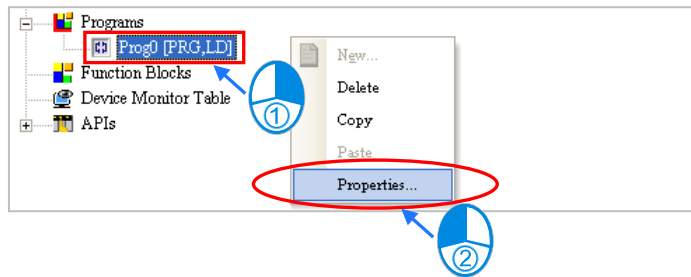 Programs
Prog0 [PRG,LD]
Function Blocks
Device Monitor Table
APIs
New...
Delete
Copy
Paste
Properties...
①
②